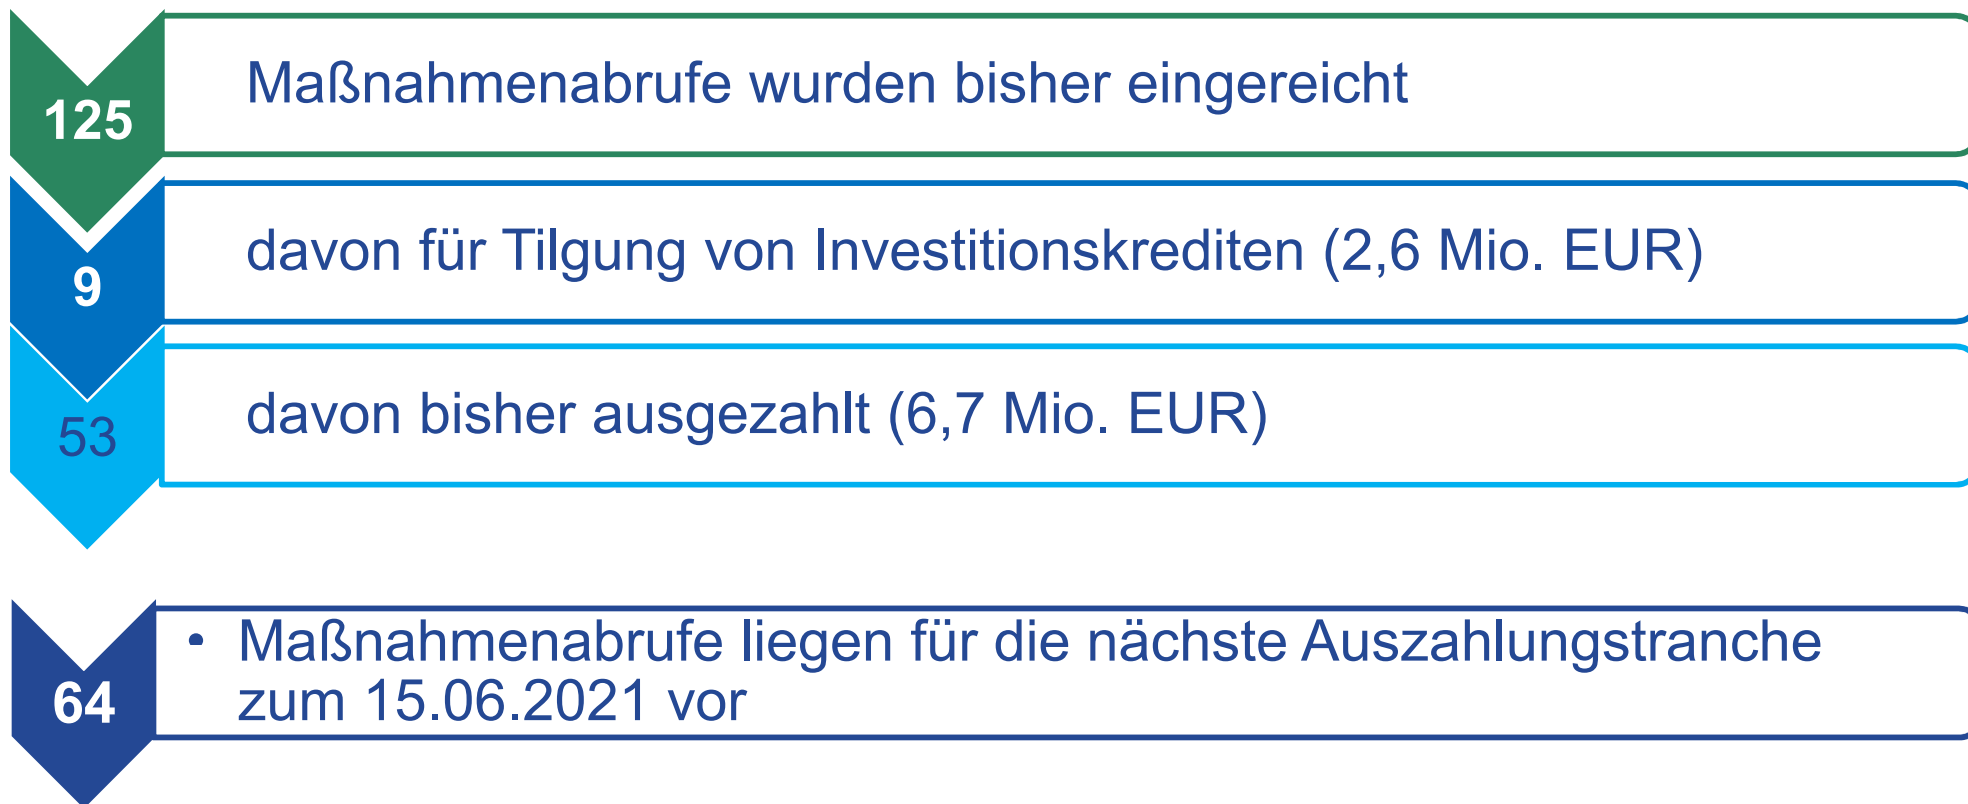 125
Maßnahmenabrufe wurden bisher eingereicht
9
davon für Tilgung von Investitionskrediten (2,6 Mio. EUR)
53
davon bisher ausgezahlt (6,7 Mio. EUR)
64
• Maßnahmenabrufe liegen für die nächste Auszahlungstranche
zum 15.06.2021 vor